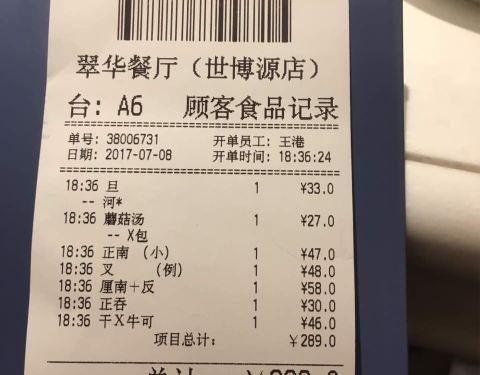 翠华餐厅（世博源店）
台: A6 顾客食品记录
单号: 38006731 开单员工: 王港
日期: 2017-07-08 开单时间: 18:36:24
18:36 旦 1 ¥33.0
-- 河*
18:36 蘑菇汤 1 ¥27.0
-- X包
18:36 正南 （小） 1 ¥47.0
18:36 叉 （例） 1 ¥48.0
18:36 厘南＋反 1 ¥58.0
18:36 正吞 1 ¥30.0
18:36 干X牛可 1 ¥46.0
项目总计: ¥289.0